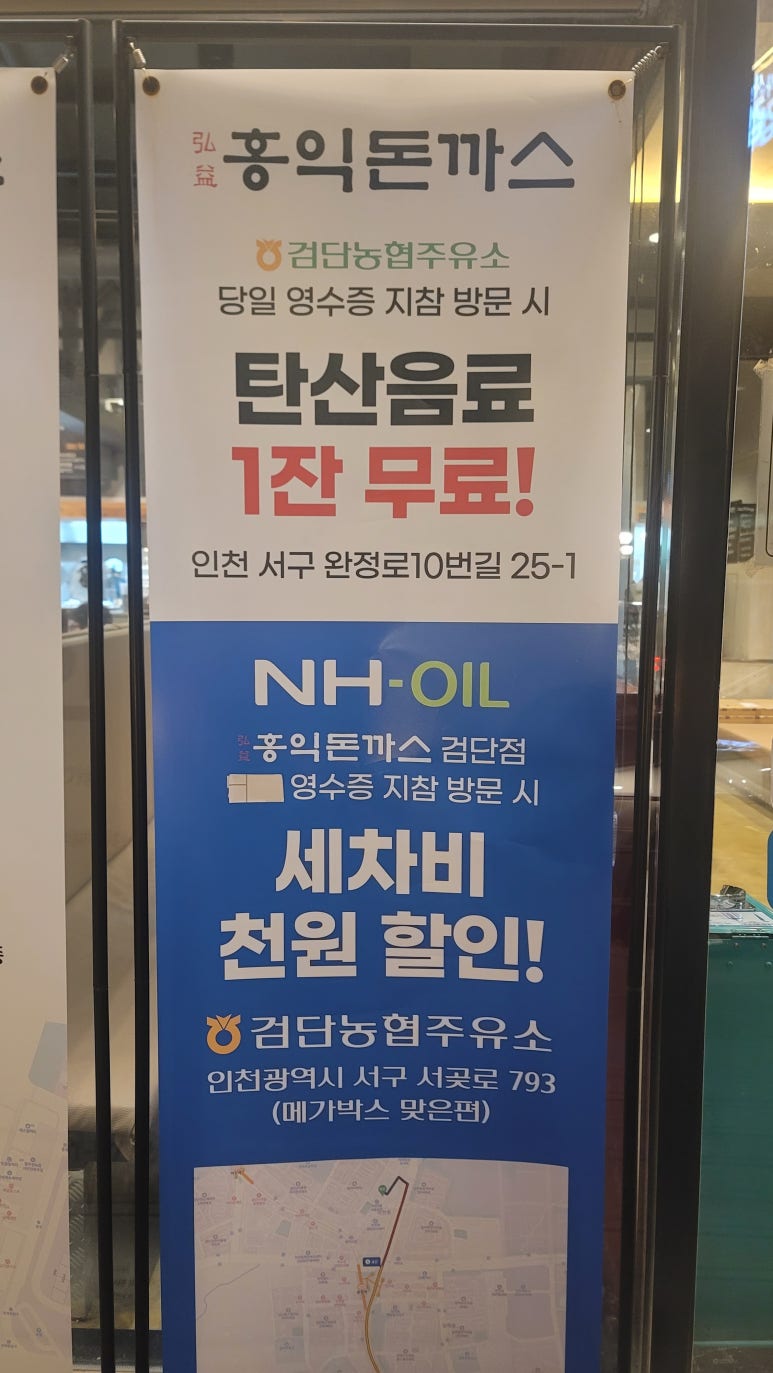 弘益 홍익돈까스
검단농협주유소
당일 영수증 지참 방문 시
탄산음료
1잔 무료!
인천 서구 완정로10번길 25-1
NH-OIL
弘益 홍익돈까스 검단점
영수증 지참 방문 시
세차비
천원 할인!
검단농협주유소
인천광역시 서구 서곶로 793
(메가박스 맞은편)